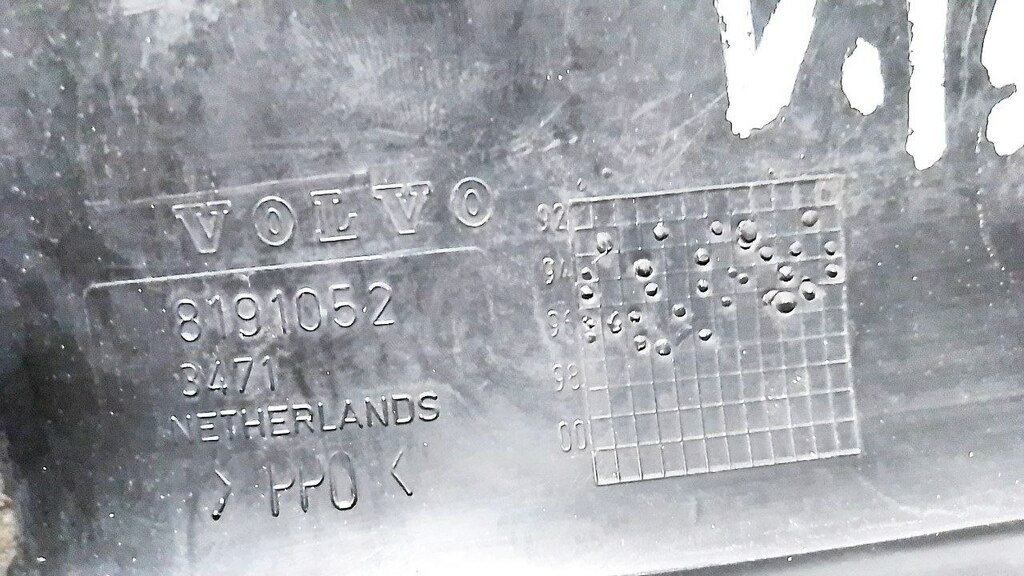 VOLVO
8191052
3471
NETHERLANDS
>PPO<
92
94
96
98
00